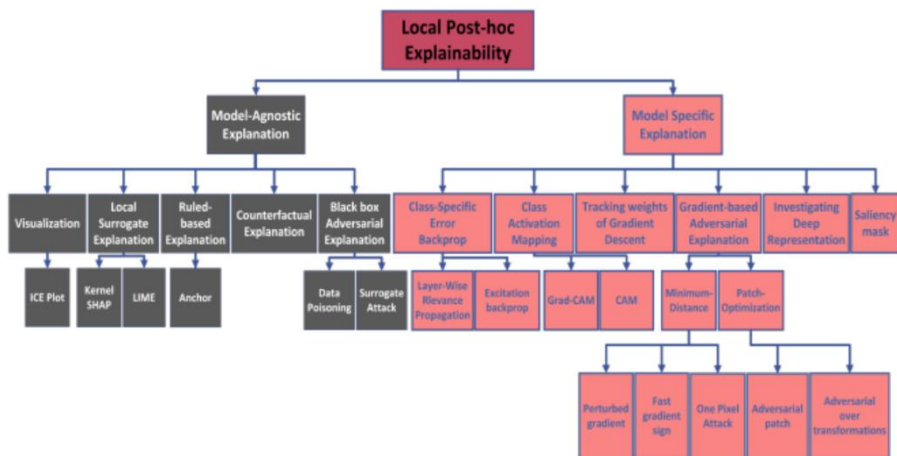 Local Post-hoc
Explainability
Model-Agnostic
Explanation
Model Specific
Explanation
Visualization
Local
Surrogate
Explanation
Ruled-
based
Explanation
Counterfactual
Explanation
Black box
Adversarial
Explanation
Class-Specific
Error
Backprop
Class
Activation
Mapping
Tracking weights
of Gradient
Descent
Gradient-based
Adversarial
Explanation
Investigating
Deep
Representation
Saliency
mask
ICE Plot
Kernel
SHAP
LIME
Anchor
Data
Poisoning
Surrogate
Attack
Layer-Wise
Rlevance
Propagation
Excitation
backprop
Grad-CAM
CAM
Minimum-
Distance
Patch-
Optimization
Perturbed
gradient
Fast
gradient
sign
One Pixel
Attack
Adversarial
patch
Adversarial
over
transformations